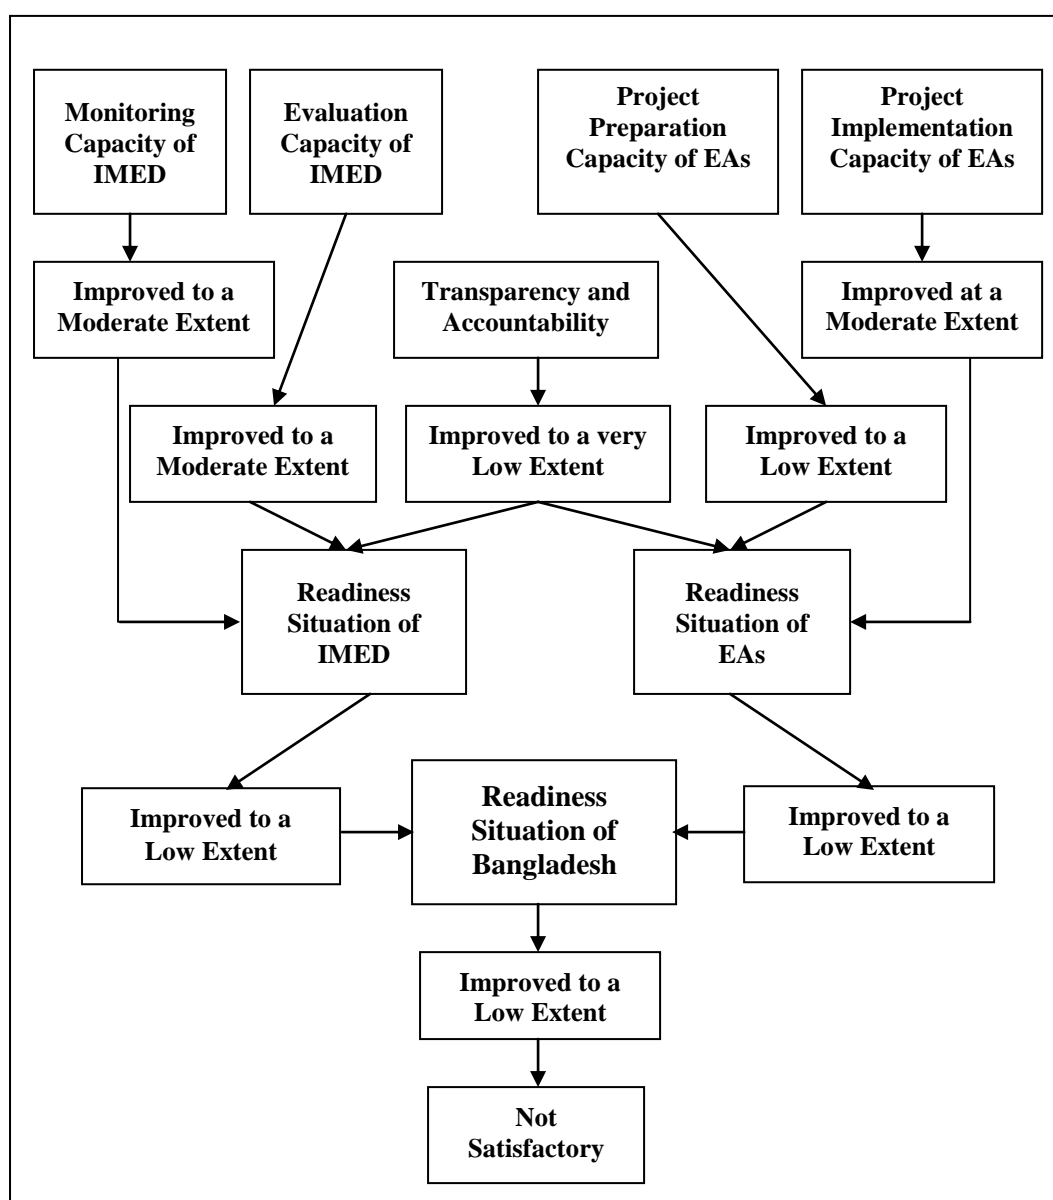 Monitoring
Capacity of
IMED
Evaluation
Capacity of
IMED
Project
Preparation
Capacity of EAs
Project
Implementation
Capacity of EAs
Improved to a
Moderate Extent
Transparency and
Accountability
Improved at a
Moderate Extent
Improved to a
Moderate Extent
Improved to a very
Low Extent
Improved to a
Low Extent
Readiness
Situation of
IMED
Readiness
Situation of
EAs
Improved to a
Low Extent
Readiness
Situation of
Bangladesh
Improved to a
Low Extent
Improved to a
Low Extent
Not
Satisfactory